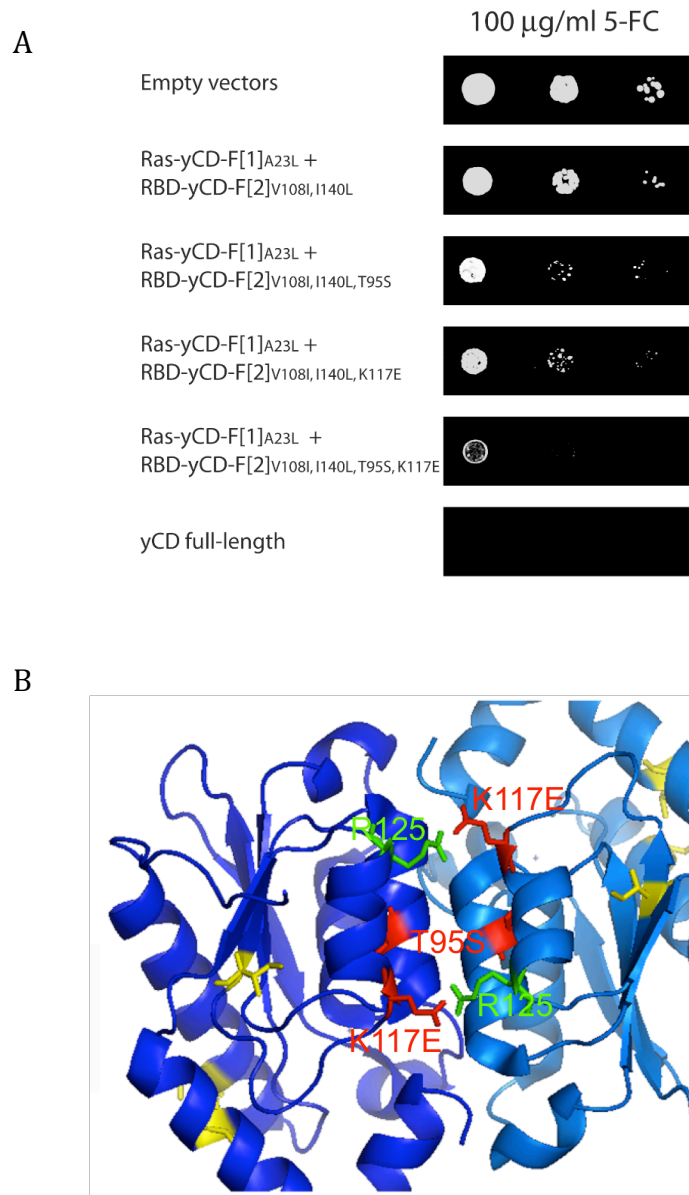 A
100 μg/ml 5-FC
Empty vectors
Ras-yCD-F[1]A23L +
RBD-yCD-F[2]V108I, I140L
Ras-yCD-F[1]A23L +
RBD-yCD-F[2]V108I, I140L, T95S
Ras-yCD-F[1]A23L +
RBD-yCD-F[2]V108I, I140L, K117E
Ras-yCD-F[1]A23L +
RBD-yCD-F[2]V108I, I140L, T95S, K117E
yCD full-length
B
K117E
R125
T95S
R125
K117E